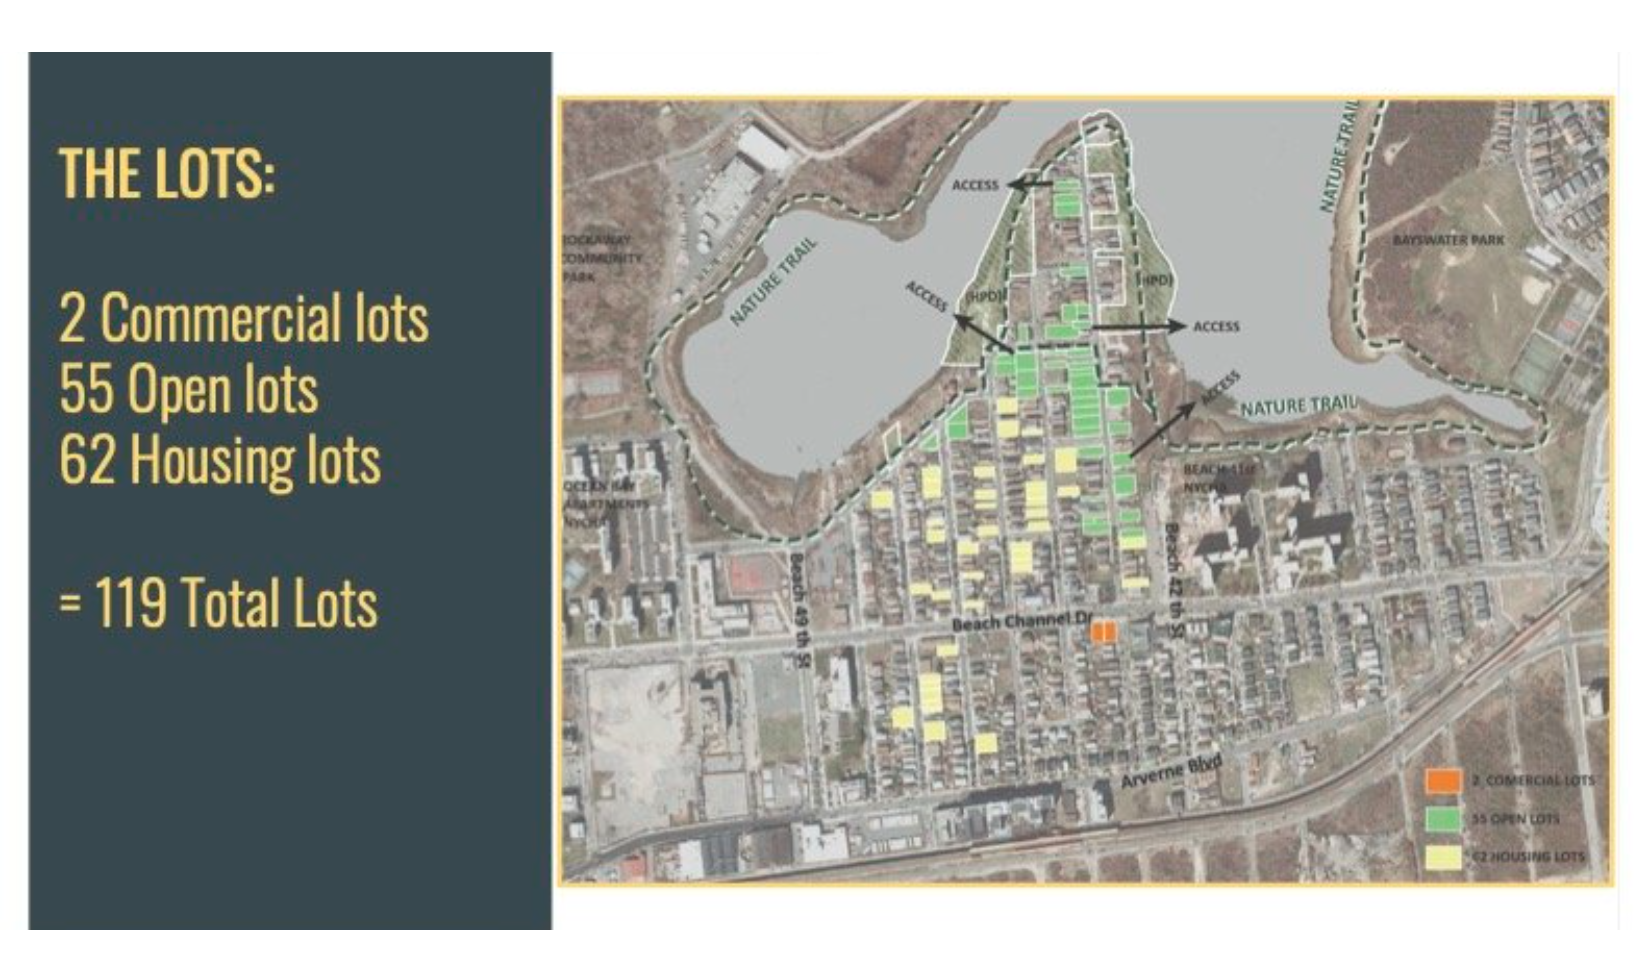 THE LOTS:
2 Commercial lots
55 Open lots
62 Housing lots
= 119 Total Lots
NATURE TRAIL
ACCESS
ROCKAWAY
COMMUNITY
PARK
NATURE TRAIL
BAYSWATER PARK
ACCESS
(HPD)
(HPD)
ACCESS
ACCESS
NATURE TRAIL
OCEAN BAY
APARTMENTS
NYCHA
BEACH 41st
NYCHA
Beach 49 th St
Beach 42 th St
Beach Channel Dr
Arverne Blvd
2 COMERCIAL LOTS
55 OPEN LOTS
62 HOUSING LOTS